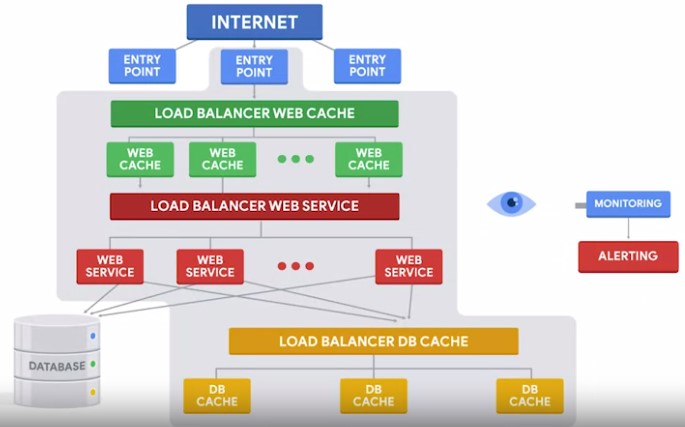 INTERNET
ENTRY
POINT
ENTRY
POINT
ENTRY
POINT
LOAD BALANCER WEB CACHE
WEB
CACHE
WEB
CACHE
WEB
CACHE
LOAD BALANCER WEB SERVICE
MONITORING
ALERTING
WEB
SERVICE
WEB
SERVICE
WEB
SERVICE
LOAD BALANCER DB CACHE
DATABASE
DB
CACHE
DB
CACHE
DB
CACHE